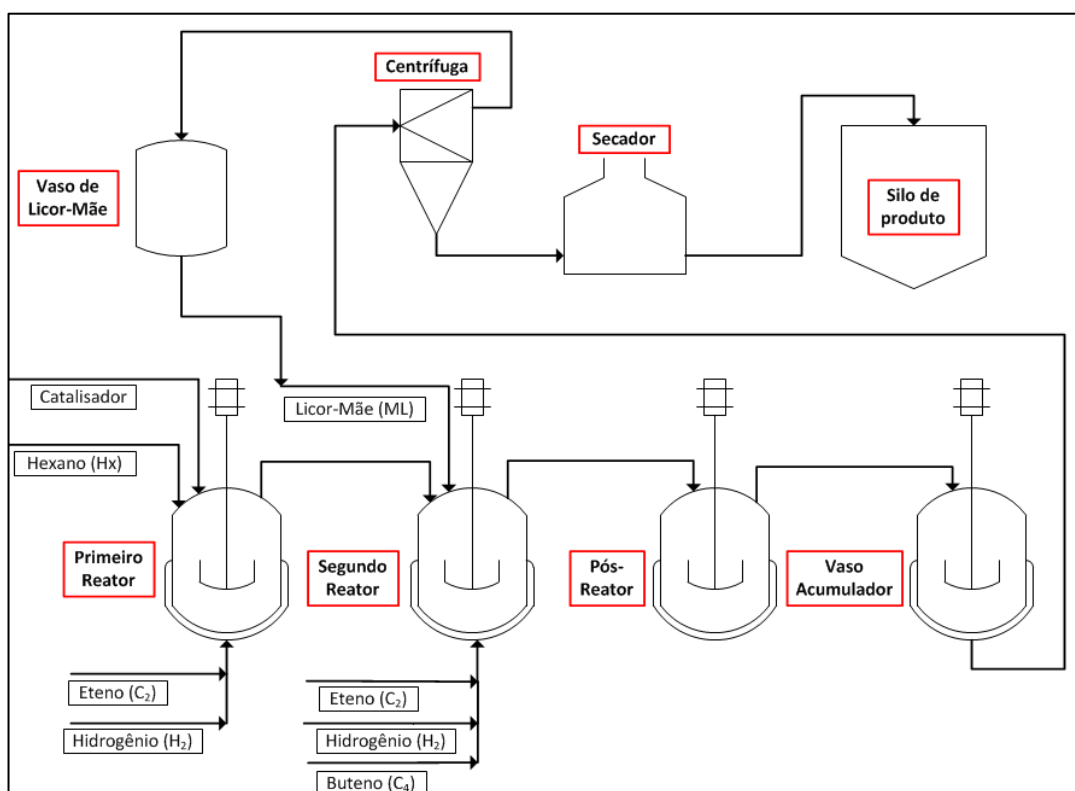 Centrífuga
Secador
Vaso de
Licor-Mãe
Silo de
produto
Catalisador
Licor-Mãe (ML)
Hexano (Hx)
Primeiro
Reator
Segundo
Reator
Pós-
Reator
Vaso
Acumulador
Eteno (C₂)
Hidrogênio (H₂)
Eteno (C₂)
Hidrogênio (H₂)
Buteno (C₄)